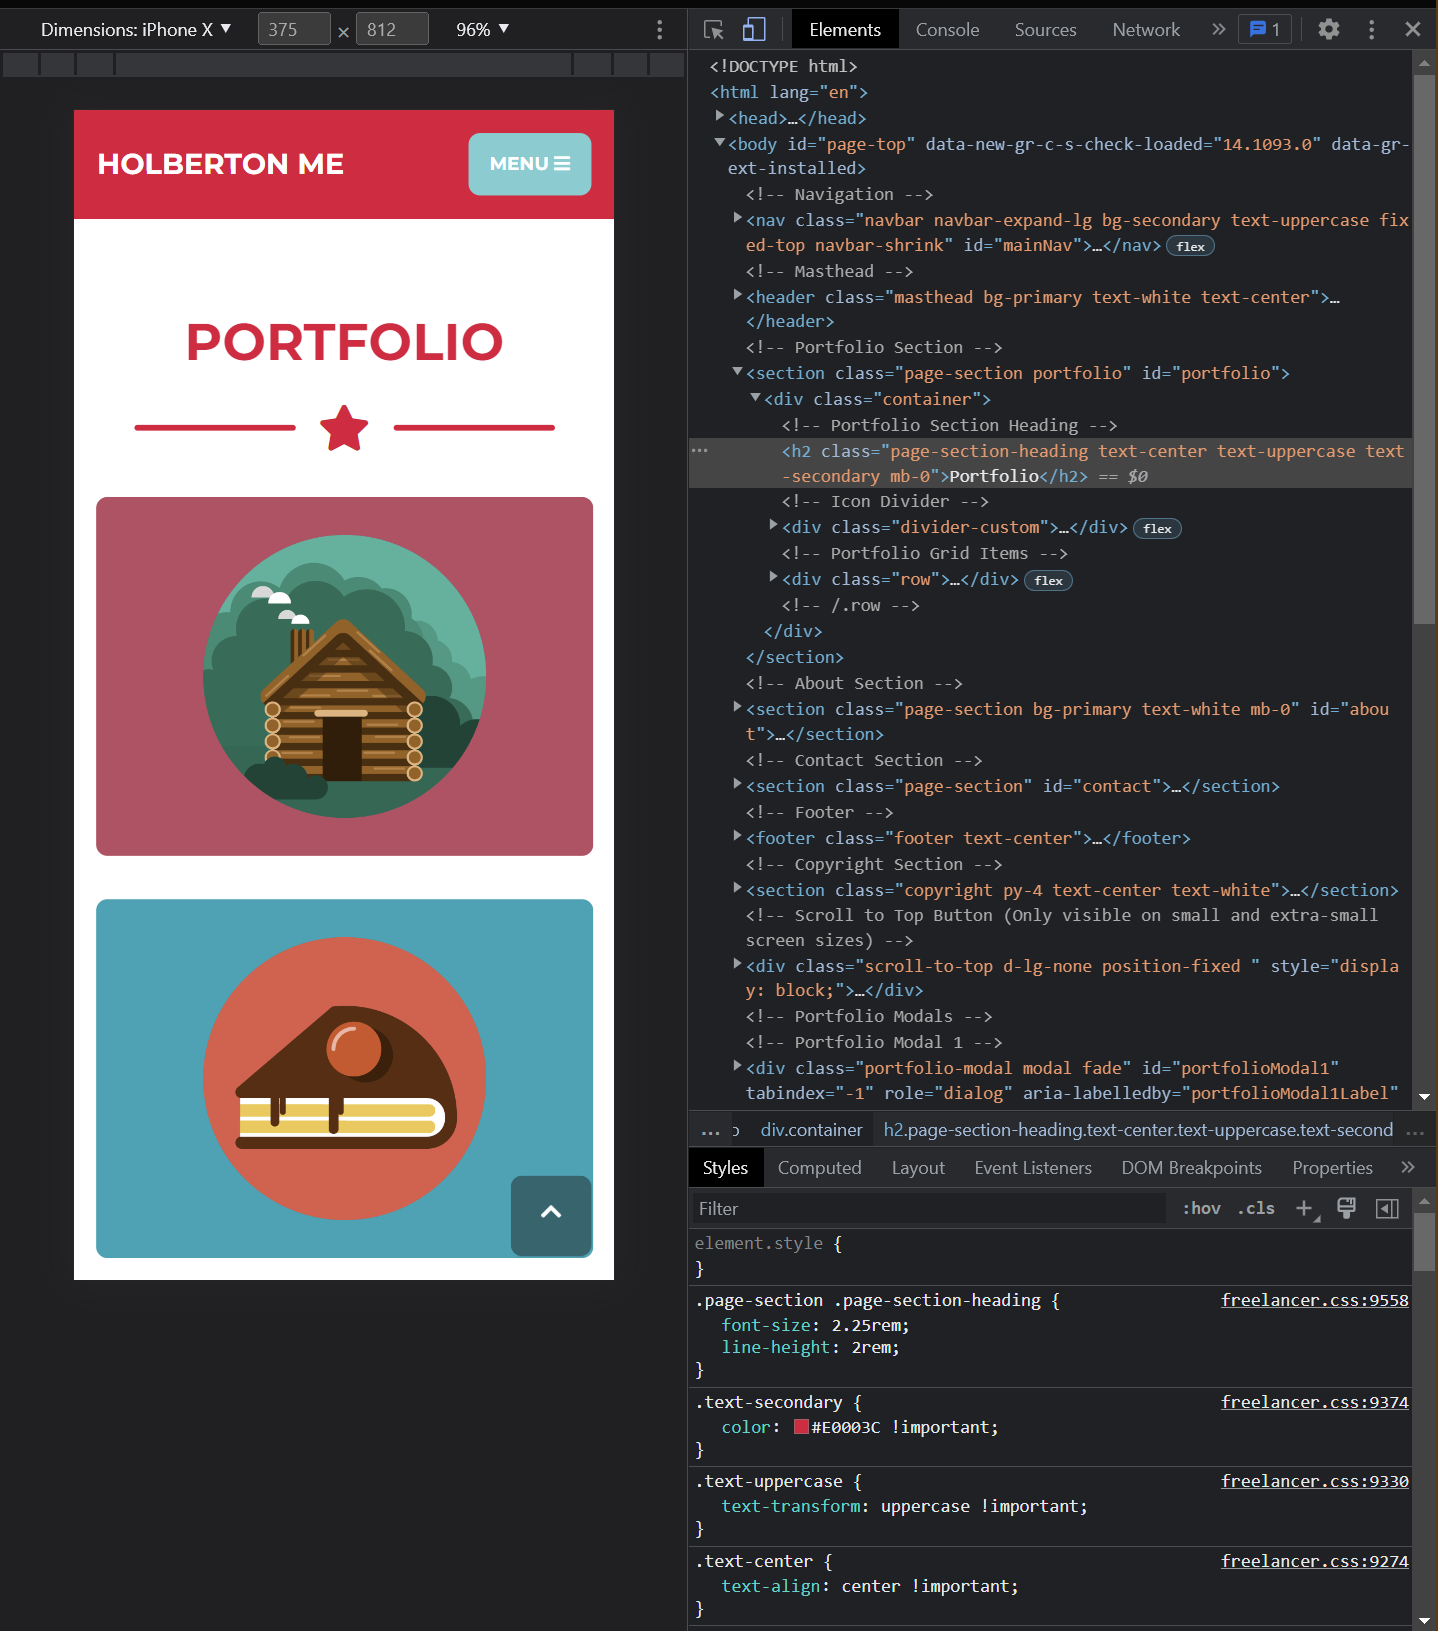 Dimensions: iPhone X ▼ 375 × 812 96% ▼
Elements Console Sources Network » 1
HOLBERTON ME
MENU
PORTFOLIO
<!DOCTYPE html>
<html lang="en">
<head>…</head>
<body id="page-top" data-new-gr-c-s-check-loaded="14.1093.0" data-gr-
ext-installed>
<!-- Navigation -->
<nav class="navbar navbar-expand-lg bg-secondary text-uppercase fix
ed-top navbar-shrink" id="mainNav">…</nav> flex
<!-- Masthead -->
<header class="masthead bg-primary text-white text-center">…
</header>
<!-- Portfolio Section -->
<section class="page-section portfolio" id="portfolio">
<div class="container">
<!-- Portfolio Section Heading -->
<h2 class="page-section-heading text-center text-uppercase text
-secondary mb-0">Portfolio</h2> == $0
<!-- Icon Divider -->
<div class="divider-custom">…</div> flex
<!-- Portfolio Grid Items -->
<div class="row">…</div> flex
<!-- /.row -->
</div>
</section>
<!-- About Section -->
<section class="page-section bg-primary text-white mb-0" id="abou
t">…</section>
<!-- Contact Section -->
<section class="page-section" id="contact">…</section>
<!-- Footer -->
<footer class="footer text-center">…</footer>
<!-- Copyright Section -->
<section class="copyright py-4 text-center text-white">…</section>
<!-- Scroll to Top Button (Only visible on small and extra-small
screen sizes) -->
<div class="scroll-to-top d-lg-none position-fixed " style="displa
y: block;">…</div>
<!-- Portfolio Modals -->
<!-- Portfolio Modal 1 -->
<div class="portfolio-modal modal fade" id="portfolioModal1"
tabindex="-1" role="dialog" aria-labelledby="portfolioModal1Label"
… o div.container h2.page-section-heading.text-center.text-uppercase.text-second …
Styles Computed Layout Event Listeners DOM Breakpoints Properties »
Filter :hov .cls +
element.style {
}
.page-section .page-section-heading { freelancer.css:9558
font-size: 2.25rem;
line-height: 2rem;
}
.text-secondary { freelancer.css:9374
color: #E0003C !important;
}
.text-uppercase { freelancer.css:9330
text-transform: uppercase !important;
}
.text-center { freelancer.css:9274
text-align: center !important;
}